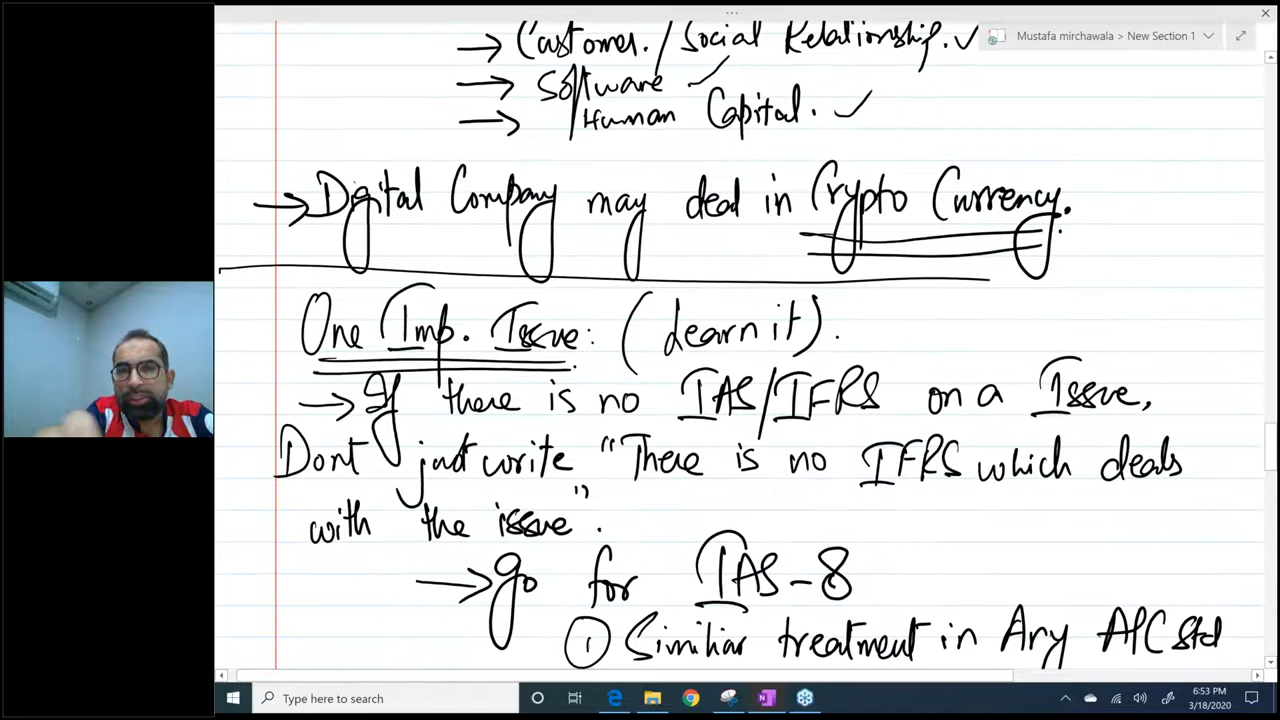 ...
Mustafa mirchawala > New Section 1
→ Customer./Social Relationship. ✓
→ Software ✓
→ Human Capital. ✓
→ Digital Company may deal in Crypto Currency.
One Imp. Issue: (Learn it).
→ If there is no IAS/IFRS on a Issue,
Dont just write "There is no IFRS which deals
with the issue".
→ go for IAS-8
① Similiar treatment in Any A/C Std
Type here to search
6:53 PM
3/18/2020